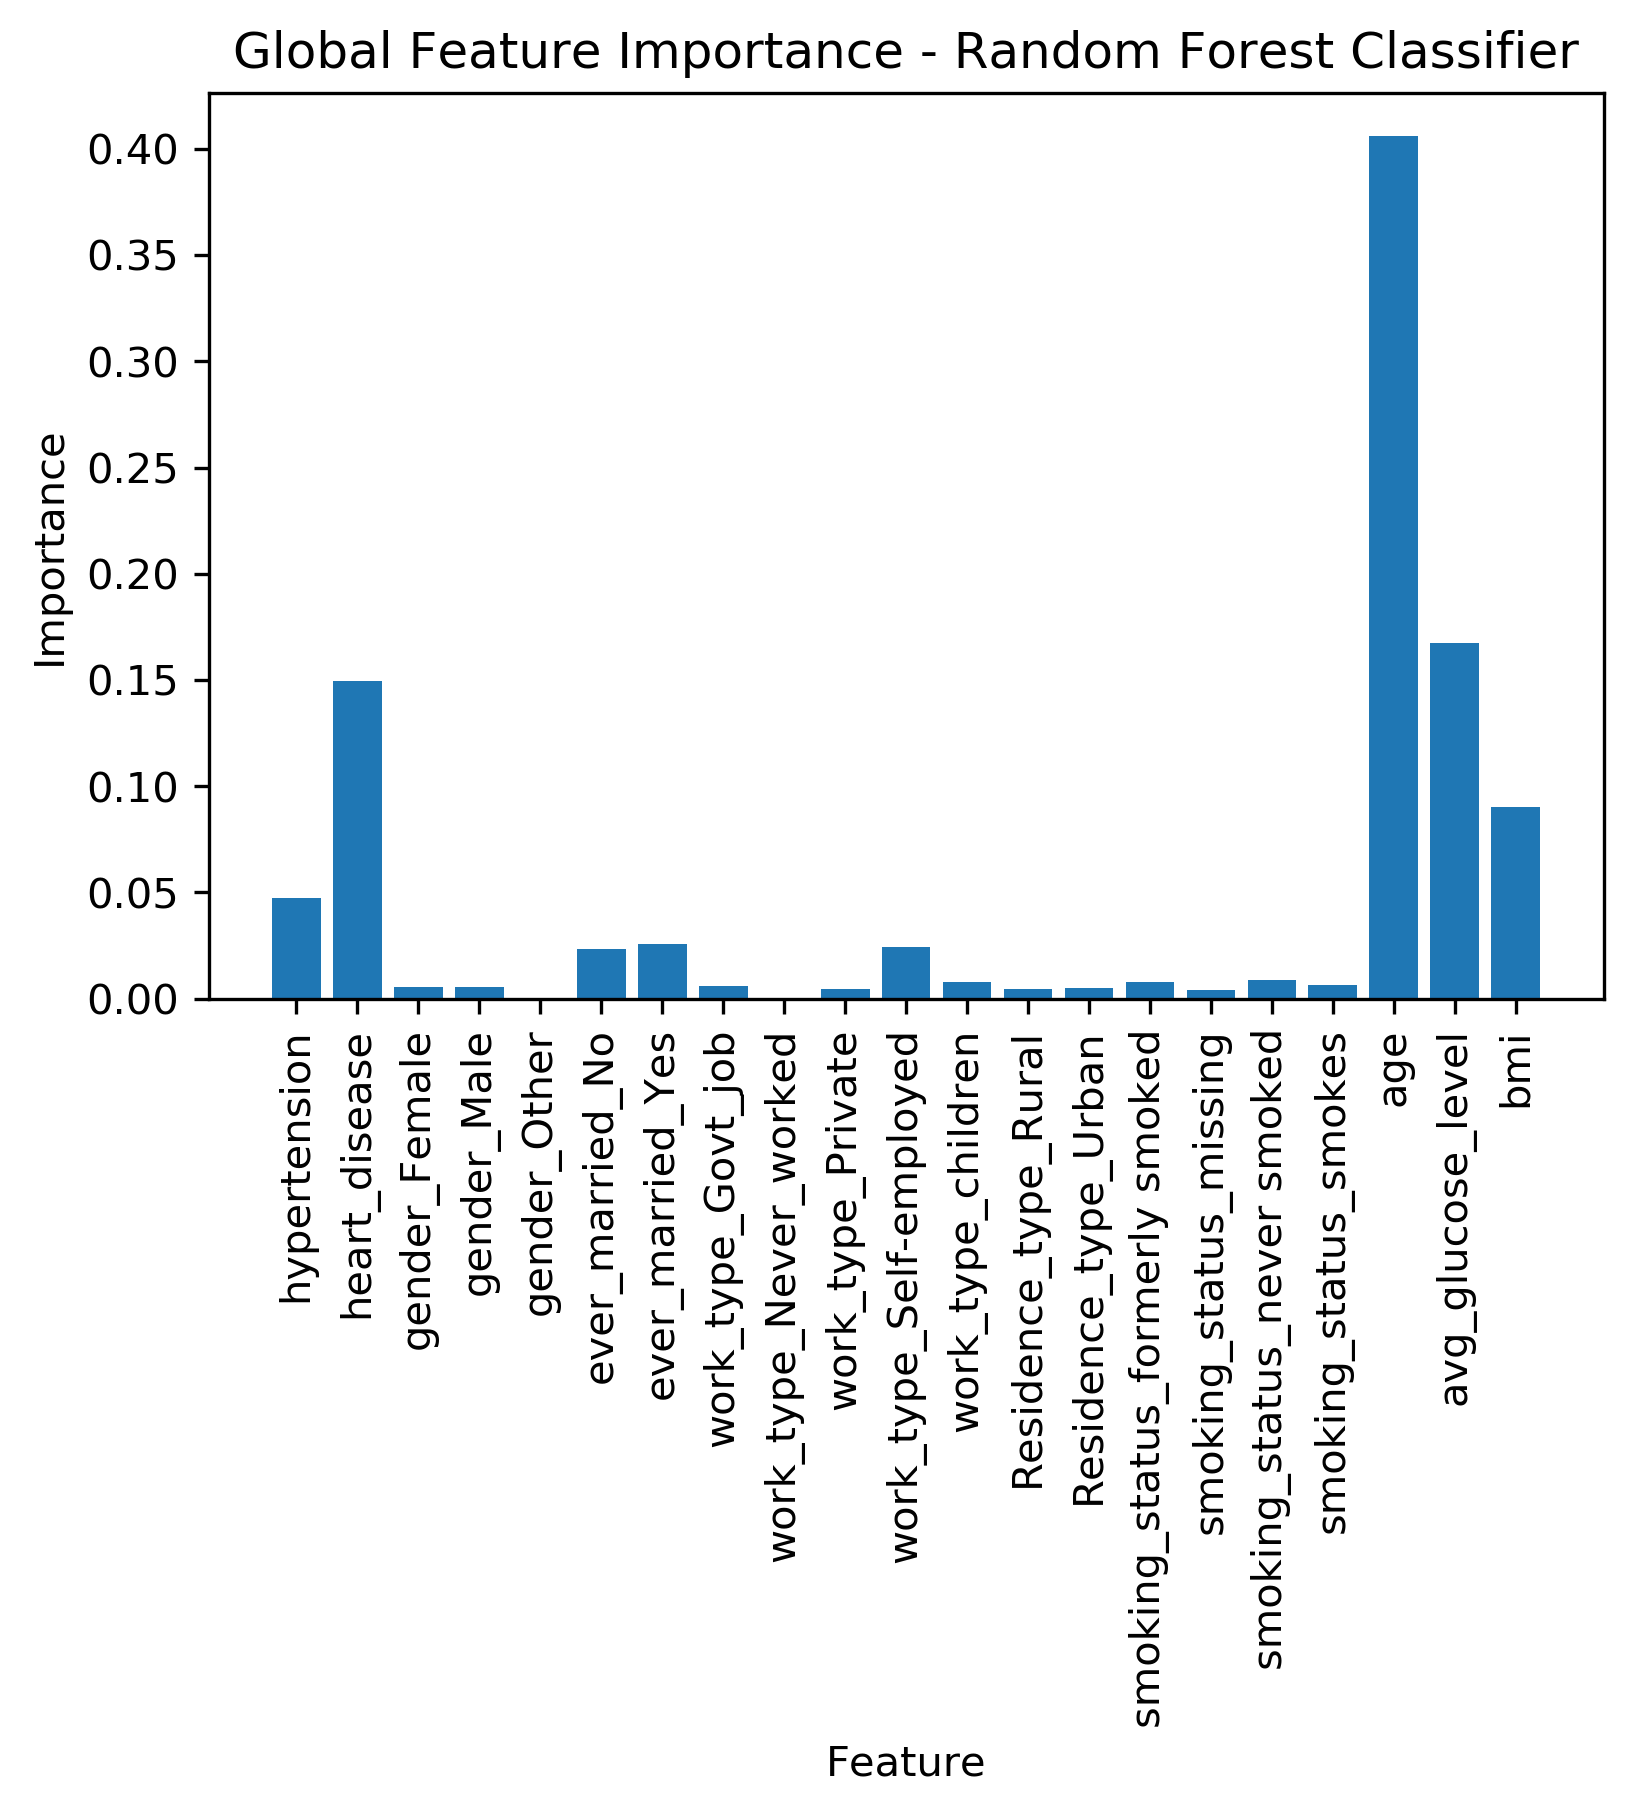 Global Feature Importance - Random Forest Classifier
0.40
0.35
0.30
0.25
0.20
0.15
0.10
0.05
0.00
Importance
hypertension
heart_disease
gender_Female
gender_Male
gender_Other
ever_married_No
ever_married_Yes
work_type_Govt_job
work_type_Never_worked
work_type_Private
work_type_Self-employed
work_type_children
Residence_type_Rural
Residence_type_Urban
smoking_status_formerly smoked
smoking_status_missing
smoking_status_never smoked
smoking_status_smokes
age
avg_glucose_level
bmi
Feature